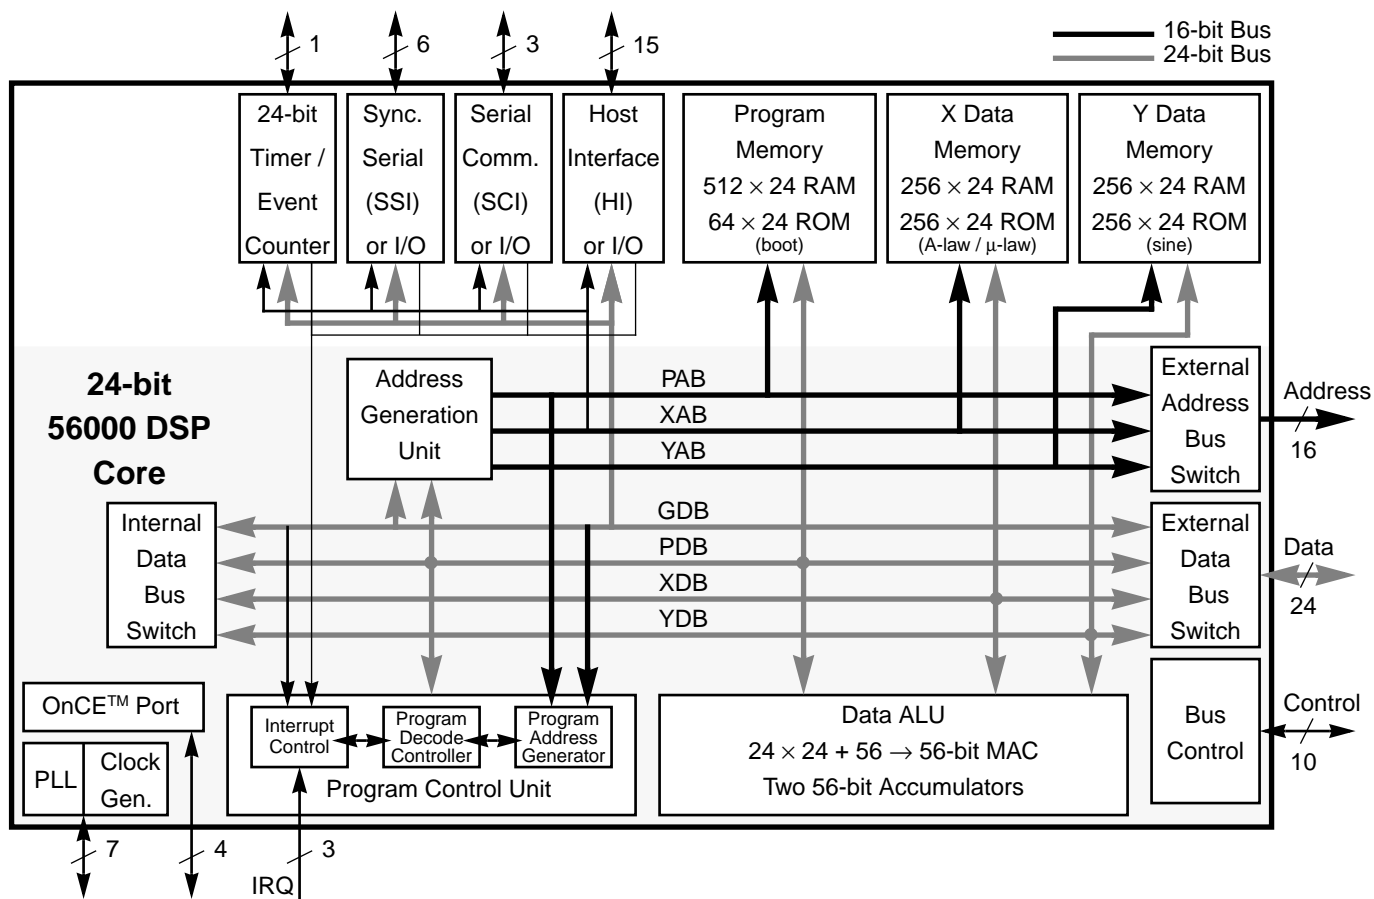 1
6
3
15
16-bit Bus
24-bit Bus
24-bit
Timer /
Event
Counter
Sync.
Serial
(SSI)
or I/O
Serial
Comm.
(SCI)
or I/O
Host
Interface
(HI)
or I/O
Program
Memory
512 × 24 RAM
64 × 24 ROM
(boot)
X Data
Memory
256 × 24 RAM
256 × 24 ROM
(A-law / μ-law)
Y Data
Memory
256 × 24 RAM
256 × 24 ROM
(sine)
24-bit
56000 DSP
Core
Address
Generation
Unit
PAB
XAB
YAB
External
Address
Bus
Switch
Address
16
Internal
Data
Bus
Switch
GDB
PDB
XDB
YDB
External
Data
Bus
Switch
Data
24
OnCE™ Port
PLL
Clock
Gen.
Interrupt
Control
Program
Decode
Controller
Program
Address
Generator
Program Control Unit
Data ALU
24 × 24 + 56 → 56-bit MAC
Two 56-bit Accumulators
Bus
Control
Control
10
7
4
3
IRQ